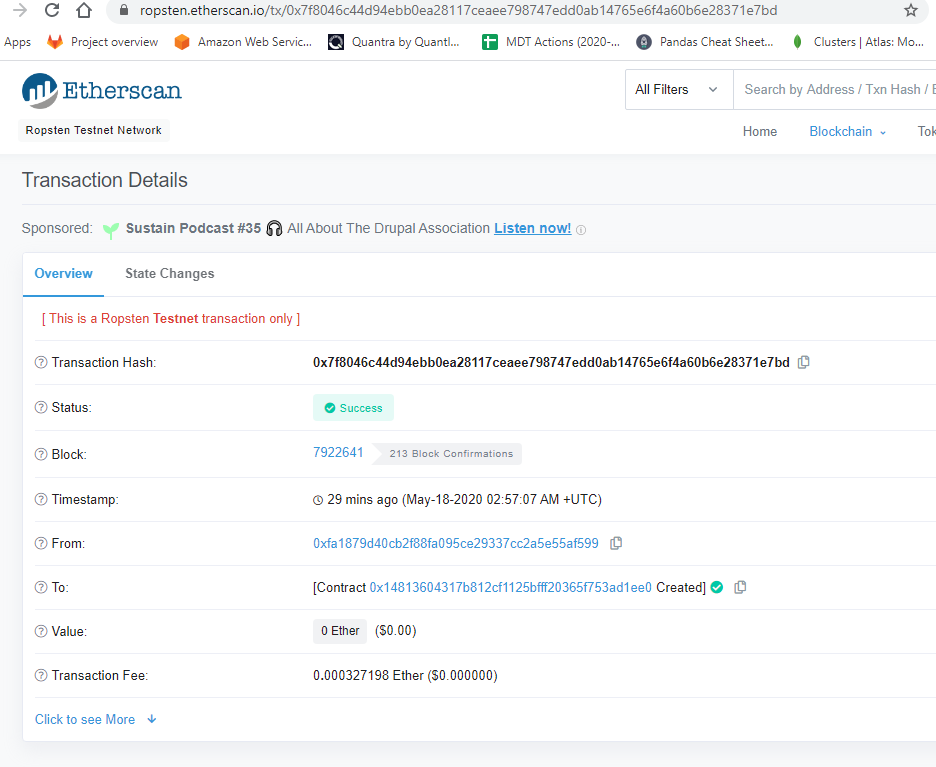 ropsten.etherscan.io/tx/0x7f8046c44d94ebb0ea28117ceaee798747edd0ab14765e6f4a60b6e28371e7bd
Apps Project overview Amazon Web Servic... Quantra by Quantl... MDT Actions (2020-... Pandas Cheat Sheet... Clusters | Atlas: Mo...
Etherscan
All Filters Search by Address / Txn Hash / B
Ropsten Testnet Network
Home Blockchain Tok
Transaction Details
Sponsored: Sustain Podcast #35 All About The Drupal Association Listen now!
Overview State Changes
[ This is a Ropsten Testnet transaction only ]
Transaction Hash: 0x7f8046c44d94ebb0ea28117ceaee798747edd0ab14765e6f4a60b6e28371e7bd
Status: Success
Block: 7922641 213 Block Confirmations
Timestamp: 29 mins ago (May-18-2020 02:57:07 AM +UTC)
From: 0xfa1879d40cb2f88fa095ce29337cc2a5e55af599
To: [Contract 0x14813604317b812cf1125bfff20365f753ad1ee0 Created]
Value: 0 Ether ($0.00)
Transaction Fee: 0.000327198 Ether ($0.000000)
Click to see More